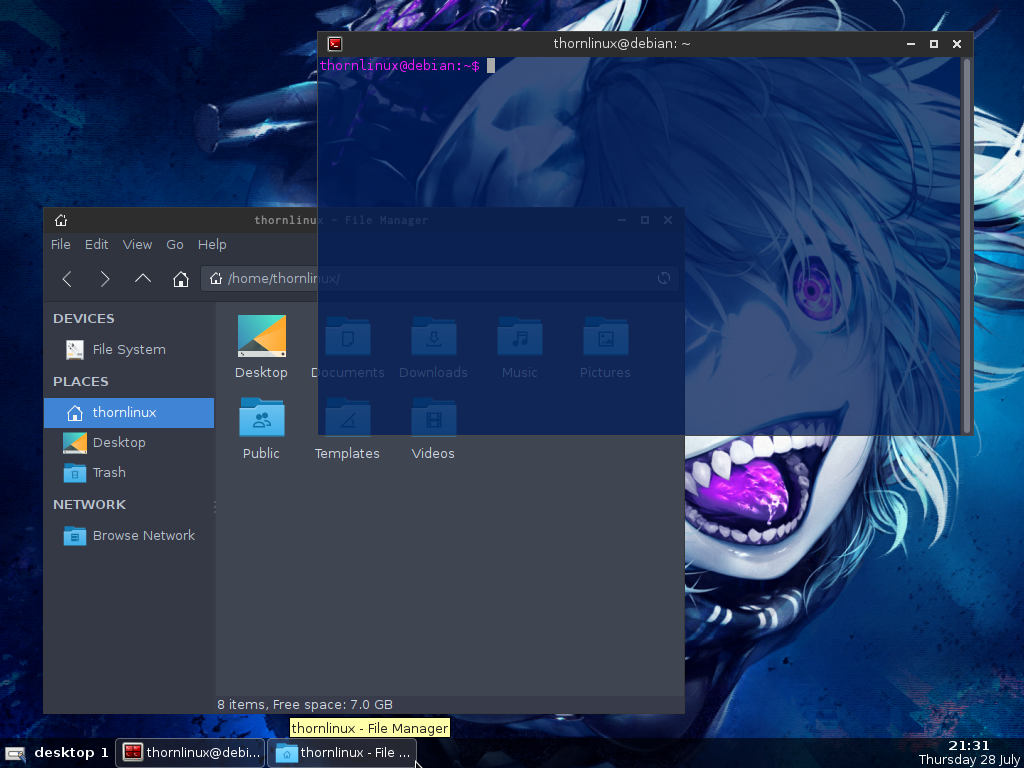 thornlinux@debian: ~
thornlinux@debian:~$
thornlinux - File Manager
File Edit View Go Help
/home/thornlinux/
DEVICES
File System
PLACES
thornlinux
Desktop
Trash
NETWORK
Browse Network
Desktop Documents Downloads Music Pictures
Public Templates Videos
8 items, Free space: 7.0 GB
thornlinux - File Manager
desktop 1 thornlinux@debi... thornlinux - File ...
21:31
Thursday 28 July